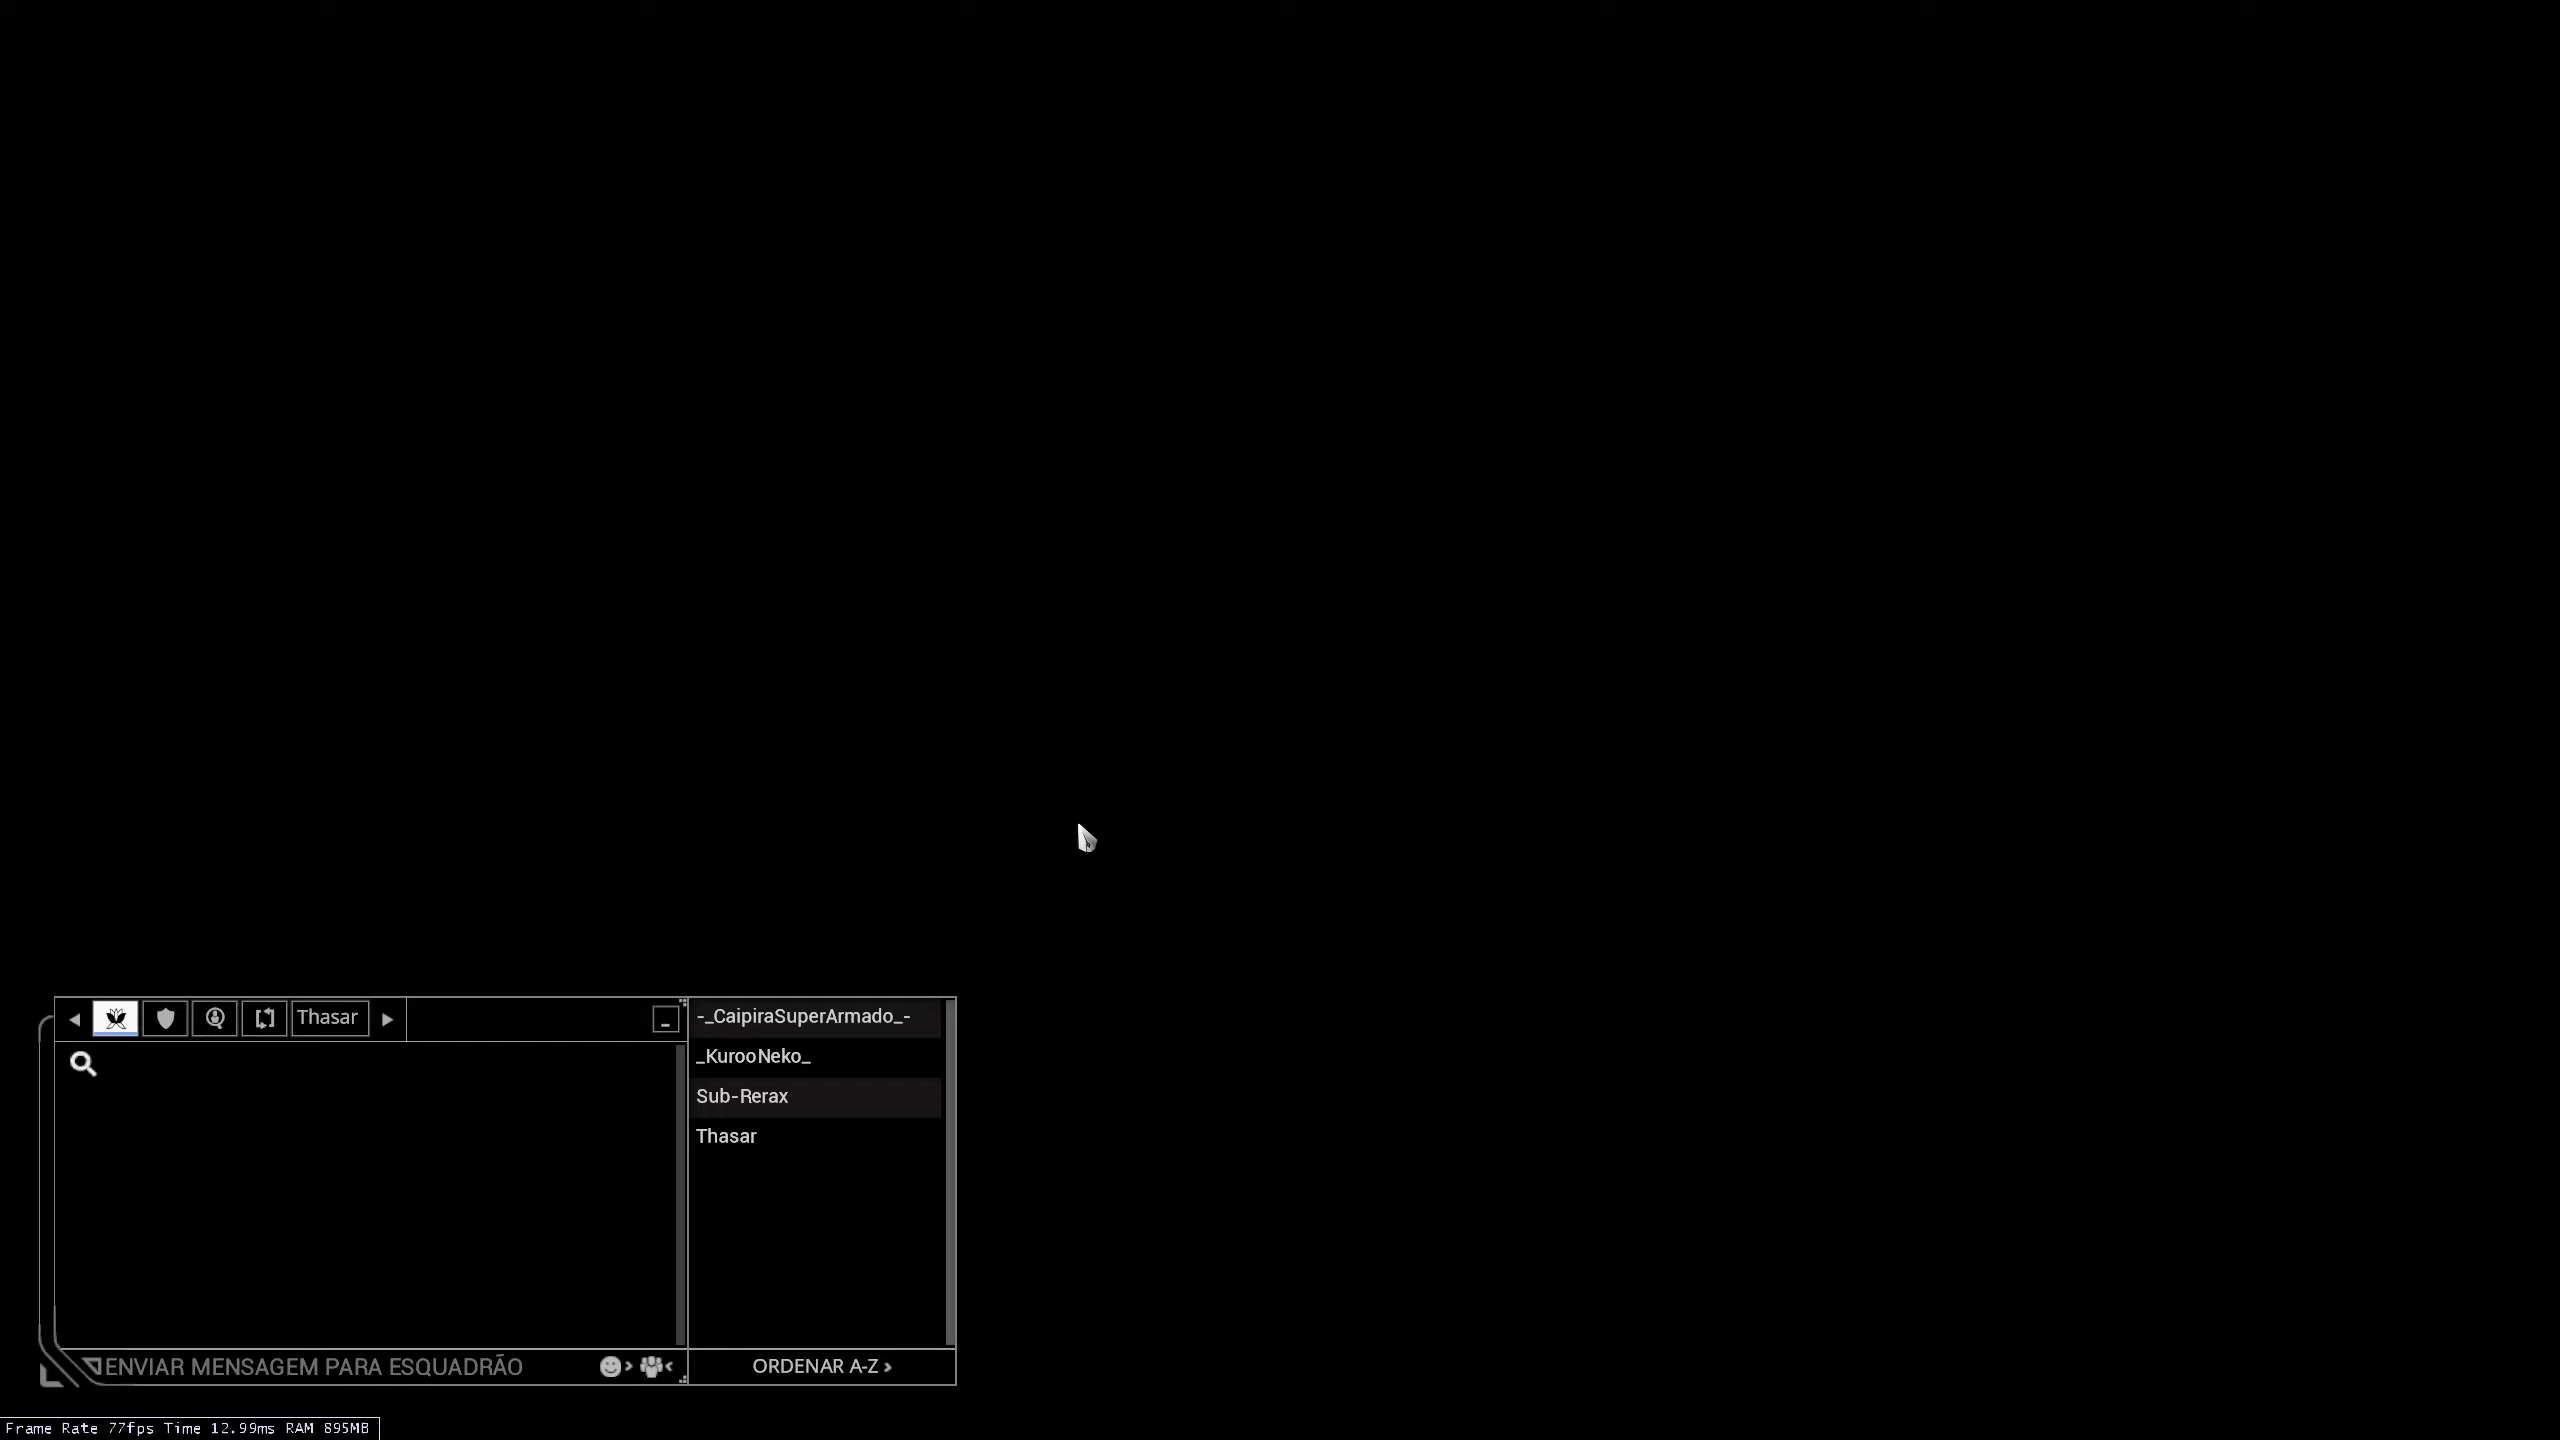 Thasar
-_CaipiraSuperArmado_-
_KurooNeko_
Sub-Rerax
Thasar
ENVIAR MENSAGEM PARA ESQUADRÃO
ORDENAR A-Z >
Frame Rate 77fps Time 12.99ms RAM 895MB